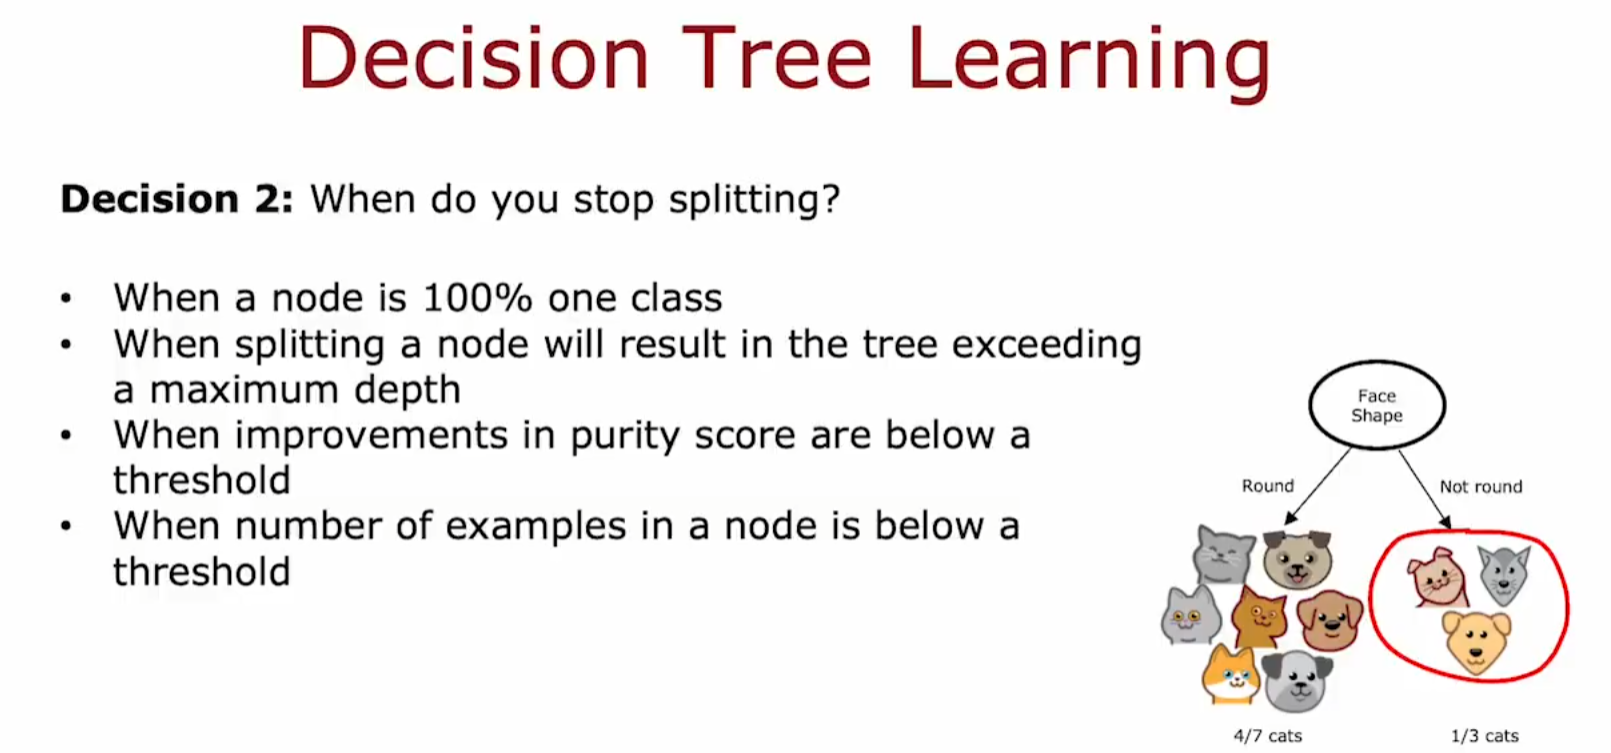 Decision Tree Learning
Decision 2: When do you stop splitting?
• When a node is 100% one class
• When splitting a node will result in the tree exceeding
a maximum depth
• When improvements in purity score are below a
threshold
• When number of examples in a node is below a
threshold
Face
Shape
Round
Not round
4/7 cats
1/3 cats